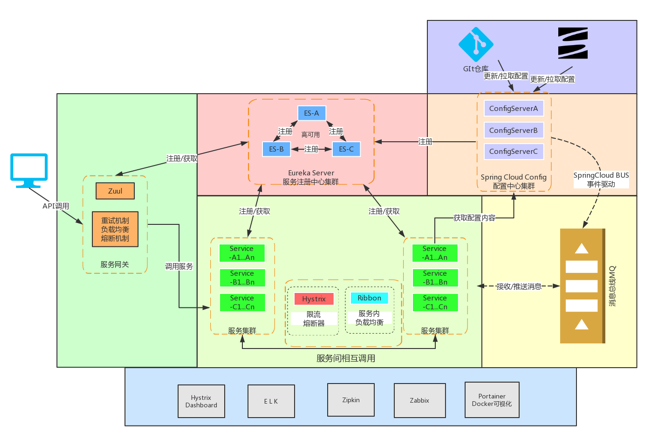 GIt仓库
更新/拉取配置
更新/拉取配置
ConfigServerA
ConfigServerB
ConfigServerC
Spring Cloud Config
配置中心集群
ES-A
注册
高可用
注册
ES-B
注册
ES-C
Eureka Server
服务注册中心集群
注册
SpringCloud BUS
事件驱动
注册/获取
API调用
Zuul
重试机制
负载均衡
熔断机制
服务网关
调用服务
注册/获取
注册/获取
获取配置内容
Service
-A1...An
Service
-B1...Bn
Service
-C1...Cn
服务集群
Hystrix
限流
熔断器
Ribbon
服务内
负载均衡
Service
-A1...An
Service
-B1...Bn
Service
-C1...Cn
服务集群
服务间相互调用
接收/推送消息
消息总线MQ
Hystrix
Dashboard
E L K
Zipkin
Zabbix
Portainer
Docker可视化